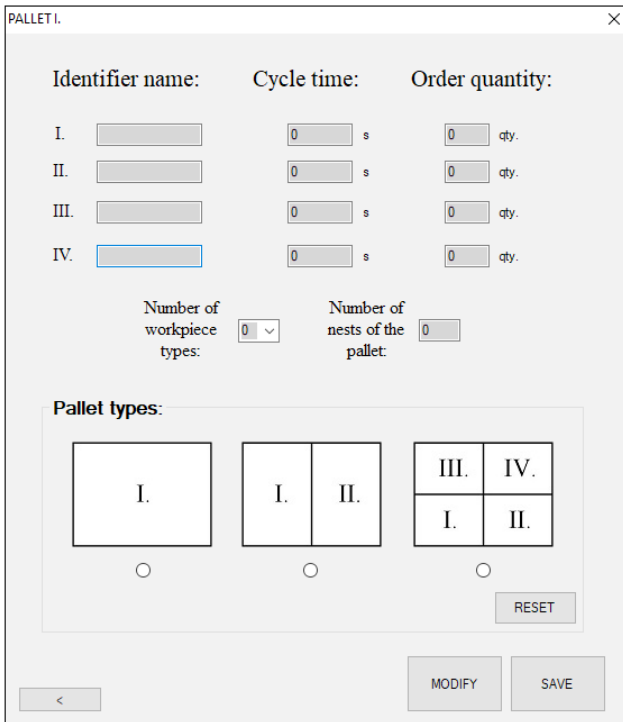 PALLET I.
Identifier name: Cycle time: Order quantity:
I. 0 s 0 qty.
II. 0 s 0 qty.
III. 0 s 0 qty.
IV. 0 s 0 qty.
Number of
workpiece
types:
0
Number of
nests of the
pallet:
0
Pallet types:
I.
I. II.
III. IV.
I. II.
RESET
MODIFY SAVE
<